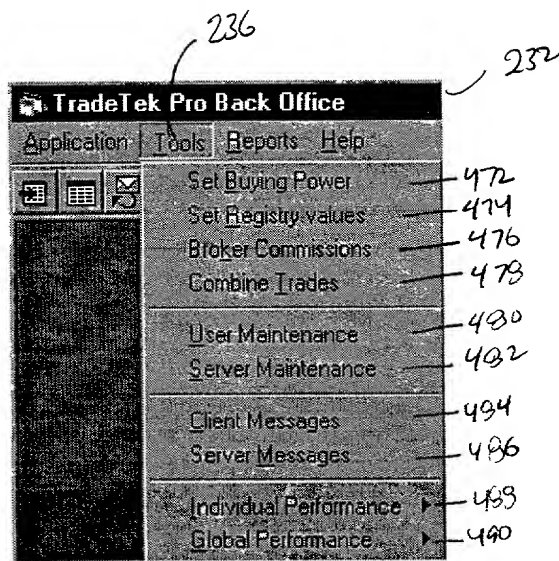 236
232
TradeTek Pro Back Office
Application Tools Reports Help
Set Buying Power 472
Set Registry values 474
Broker Commissions 476
Combine Trades 478
User Maintenance 480
Server Maintenance 482
Client Messages 484
Server Messages 486
Individual Performance 488
Global Performance 490